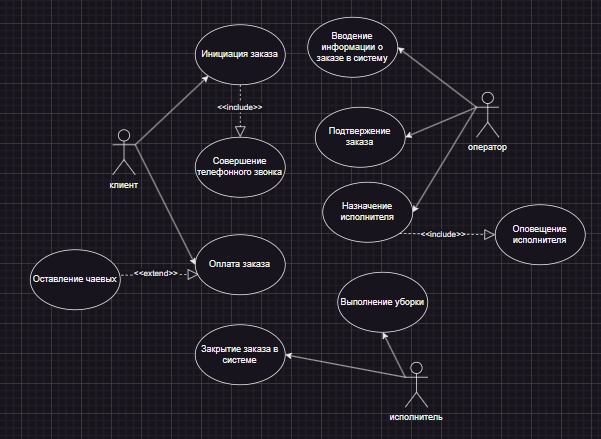 Инициация заказа
<<include>>
Совершение
телефонного звонка
клиент
Оплата заказа
<<extend>>
Оставление чаевых
Закрытие заказа в
системе
Вводение
информации о
заказе в систему
Подтвержение
заказа
оператор
Назначение
исполнителя
<<include>>
Оповещение
исполнителя
Выполнение уборки
исполнитель